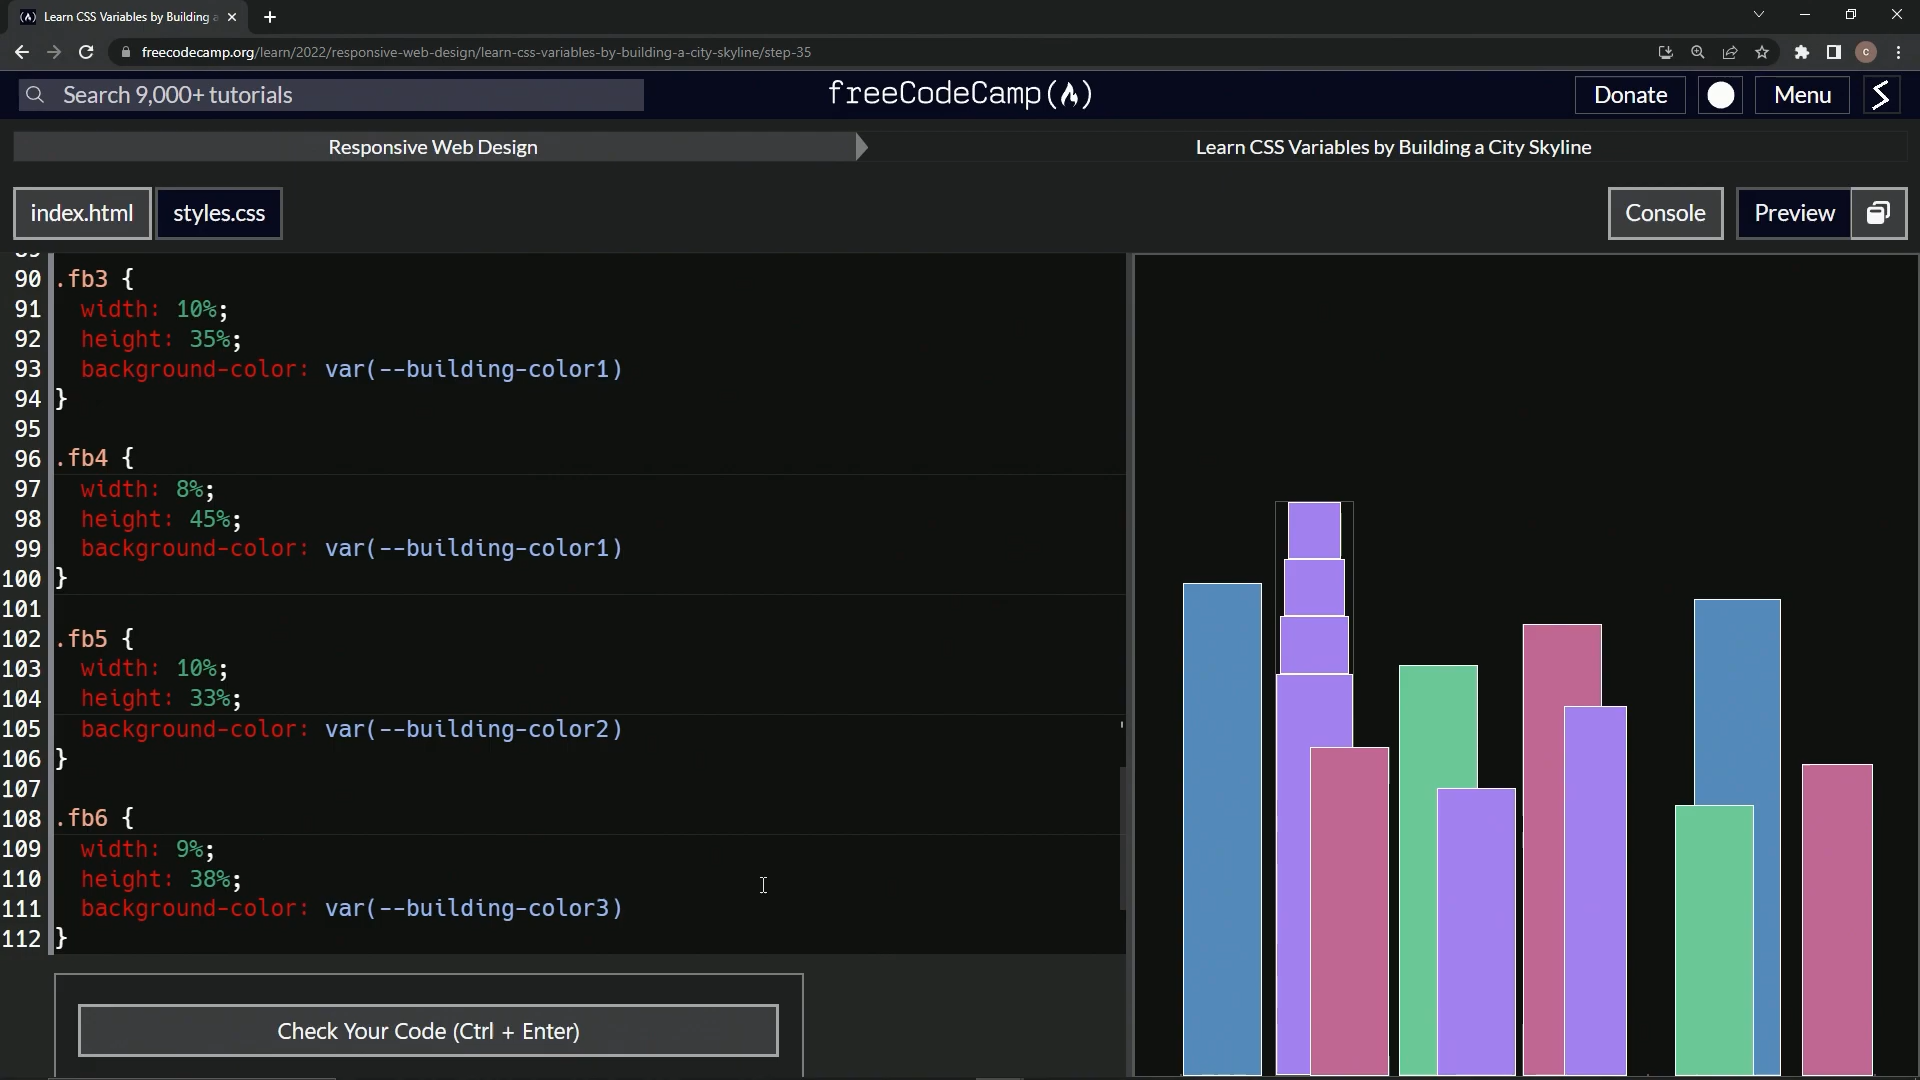 Learn CSS Variables by Building a
freecodecamp.org/learn/2022/responsive-web-design/learn-css-variables-by-building-a-city-skyline/step-35
C
Search 9,000+ tutorials
freeCodeCamp
Donate
Menu
Responsive Web Design
Learn CSS Variables by Building a City Skyline
index.html
styles.css
Console
Preview
89
90 .fb3 {
91 width: 10%;
92 height: 35%;
93 background-color: var(--building-color1)
94 }
95
96 .fb4 {
97 width: 8%;
98 height: 45%;
99 background-color: var(--building-color1)
100 }
101
102 .fb5 {
103 width: 10%;
104 height: 33%;
105 background-color: var(--building-color2)
106 }
107
108 .fb6 {
109 width: 9%;
110 height: 38%;
111 background-color: var(--building-color3)
112 }
Check Your Code (Ctrl + Enter)